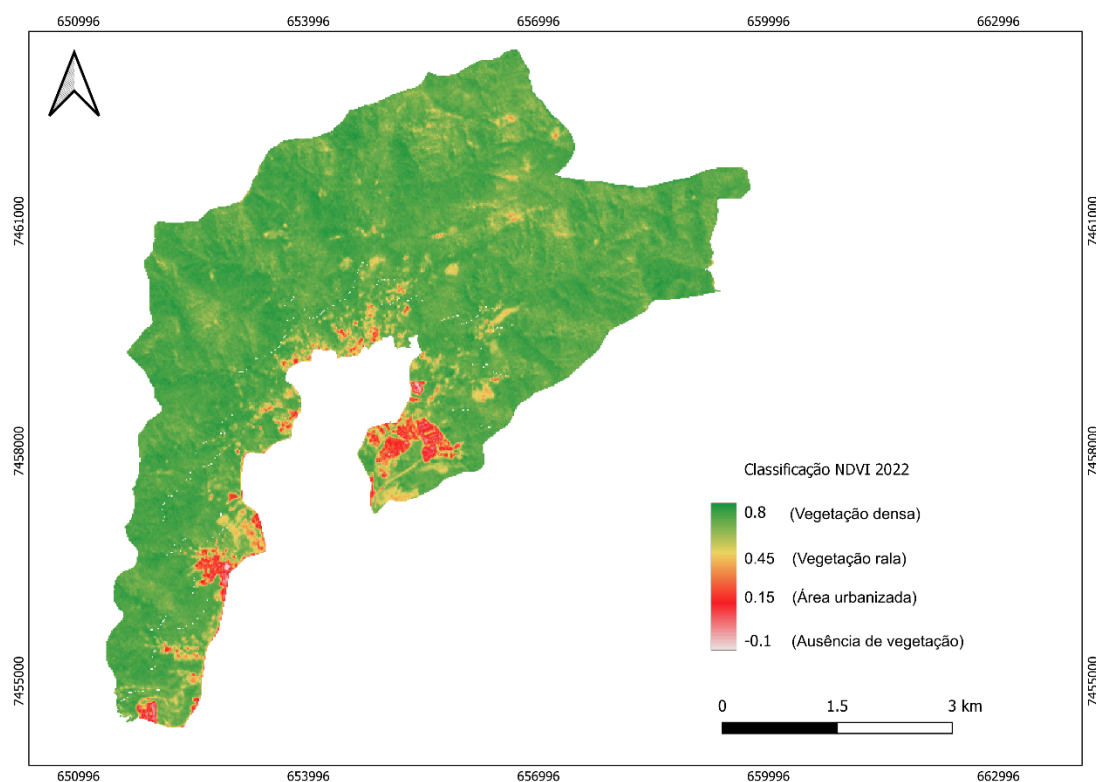 650996 653996 656996 659996 662996
7461000 7461000
7458000 7458000
Classificação NDVI 2022
0.8 (Vegetação densa)
0.45 (Vegetação rala)
0.15 (Área urbanizada)
-0.1 (Ausência de vegetação)
7455000 7455000
0 1.5 3 km
650996 653996 656996 659996 662996